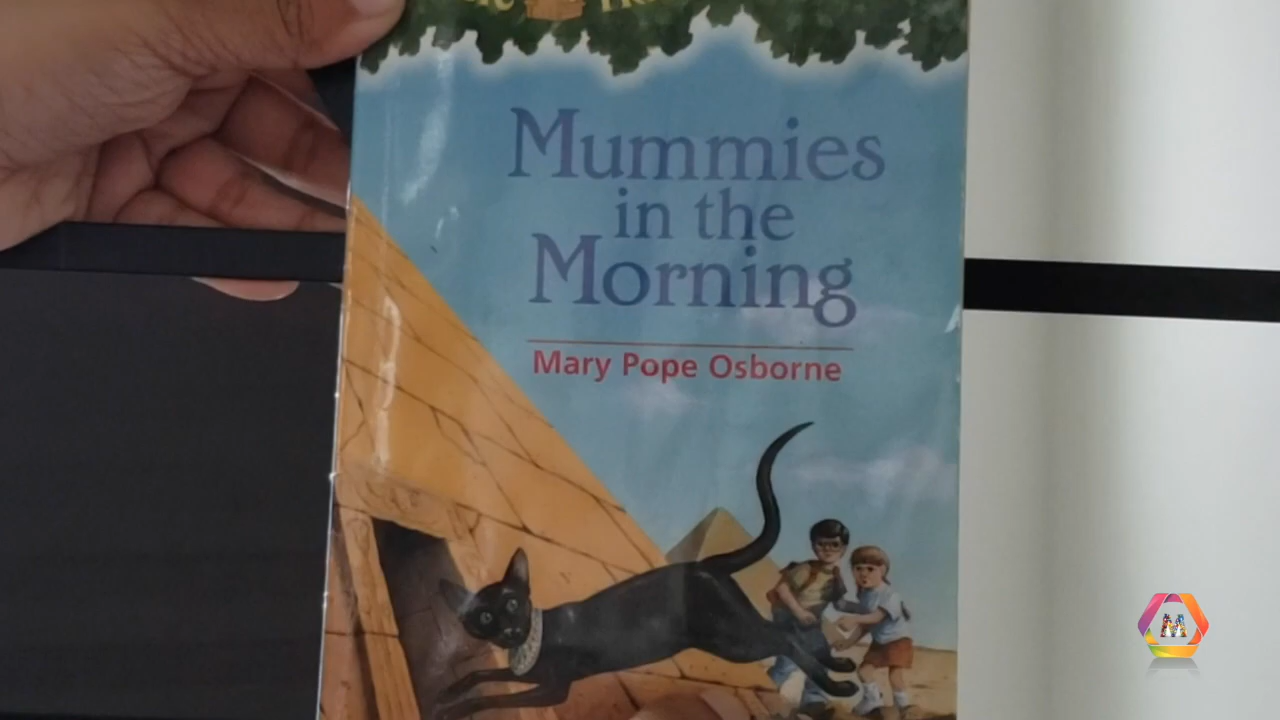 Mummies
in the
Morning
Mary Pope Osborne
M